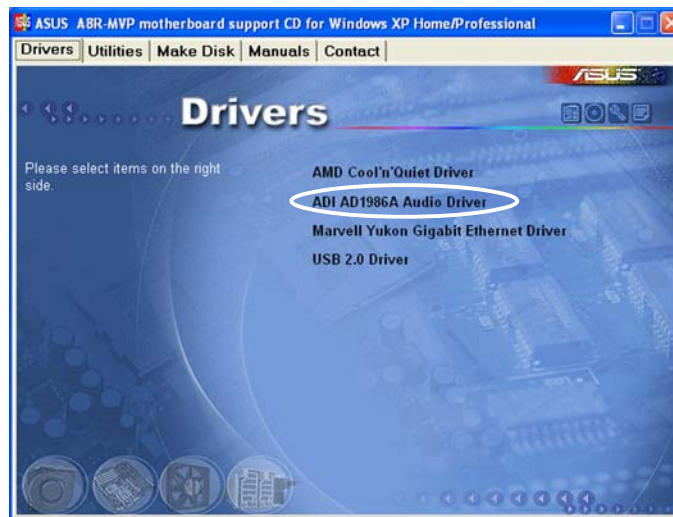 ASUS A8R-MVP motherboard support CD for Windows XP Home/Professional
Drivers Utilities Make Disk Manuals Contact
ASUS
Drivers
Please select items on the right
side.
AMD Cool'n'Quiet Driver
ADI AD1986A Audio Driver
Marvell Yukon Gigabit Ethernet Driver
USB 2.0 Driver